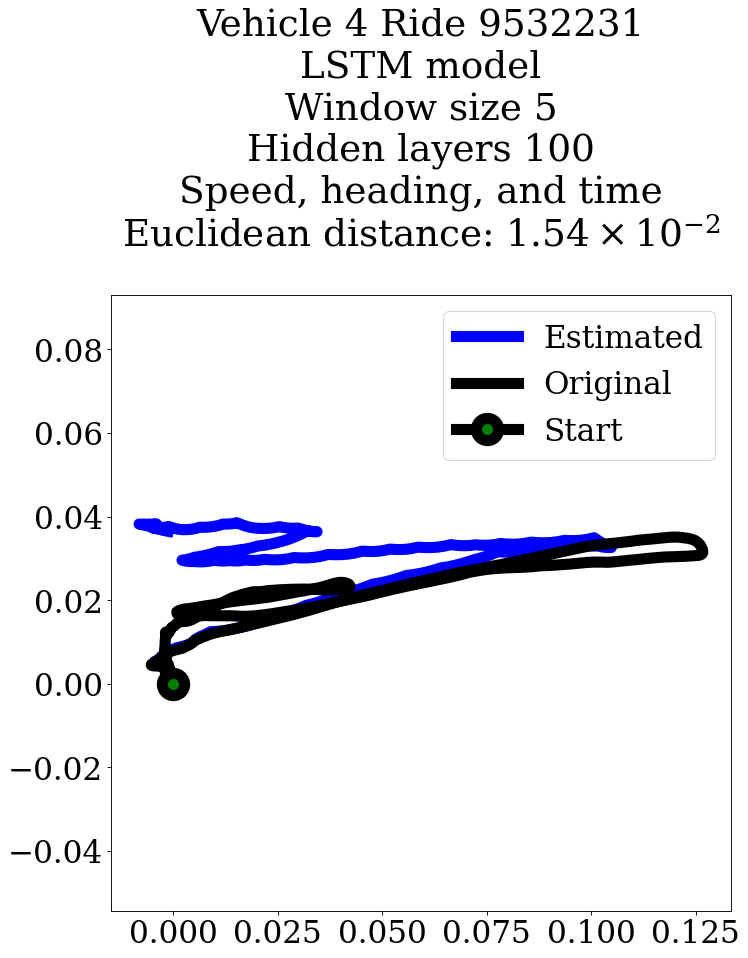 Vehicle 4 Ride 9532231
LSTM model
Window size 5
Hidden layers 100
Speed, heading, and time
Euclidean distance: 1.54 × 10⁻²
Estimated
Original
Start
0.08
0.06
0.04
0.02
0.00
−0.02
−0.04
0.000 0.025 0.050 0.075 0.100 0.125